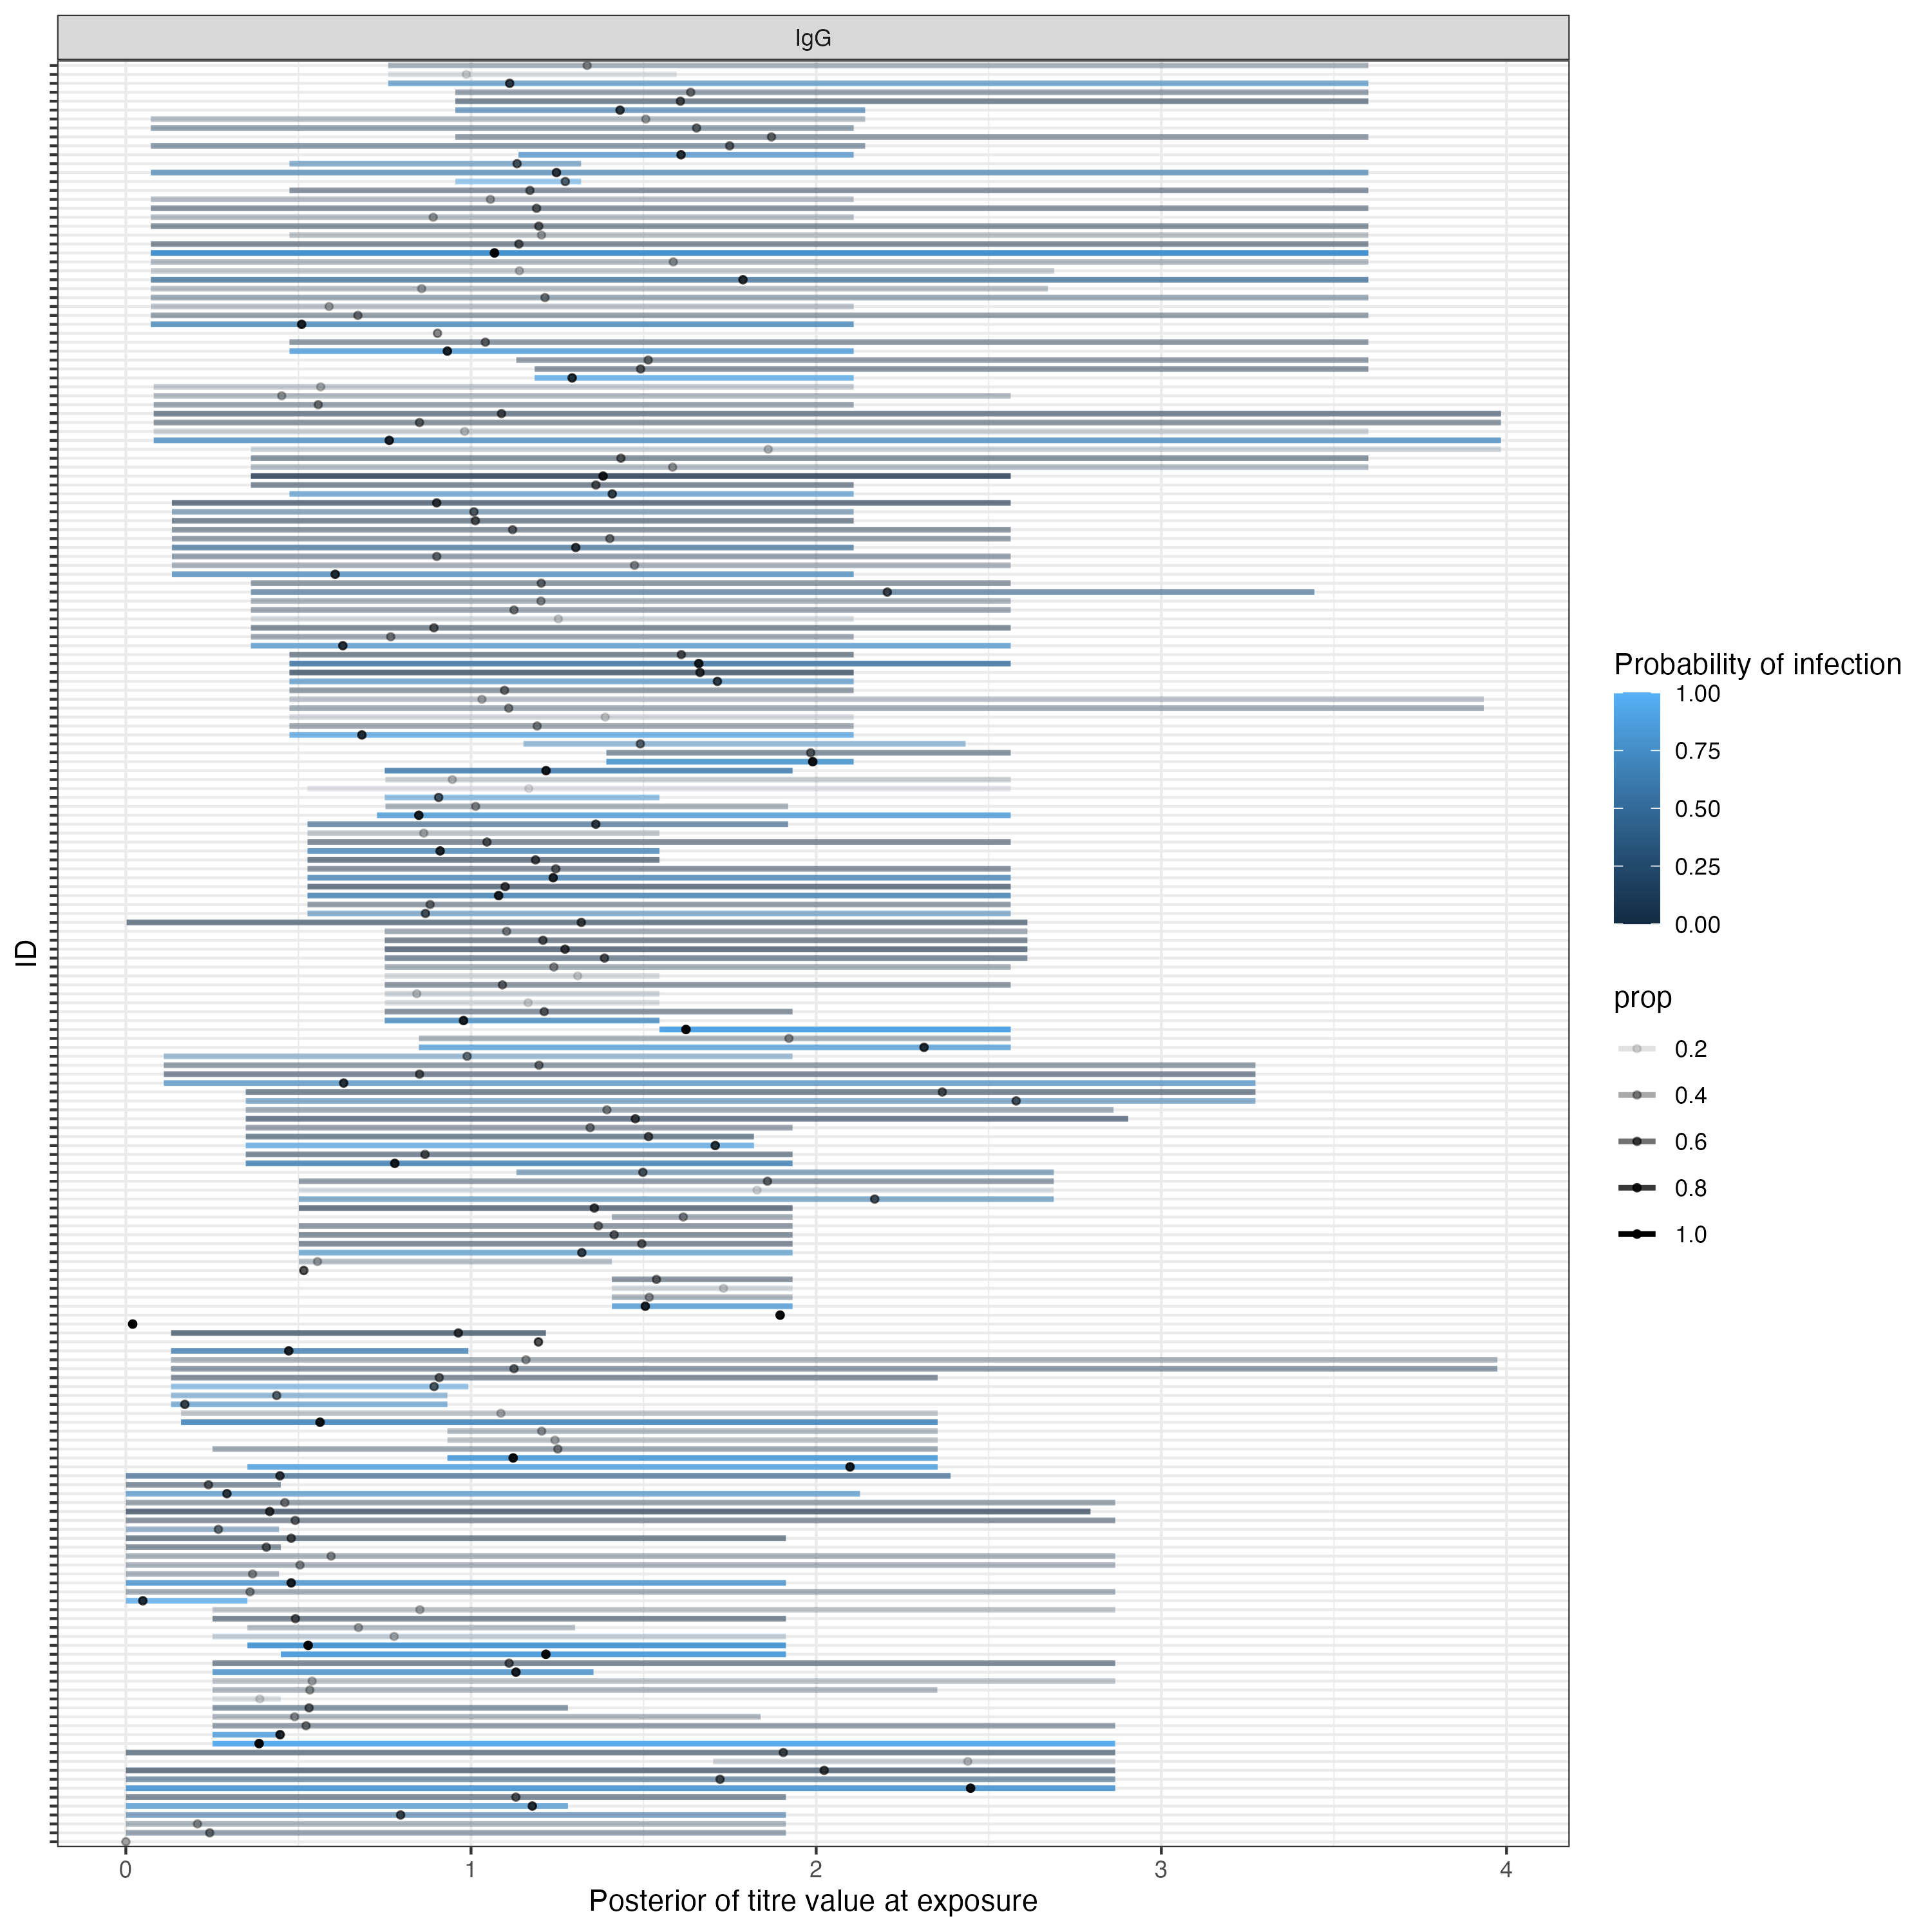 IgG
ID
Probability of infection
1.00
0.75
0.50
0.25
0.00
prop
0.2
0.4
0.6
0.8
1.0
0 1 2 3 4
Posterior of titre value at exposure